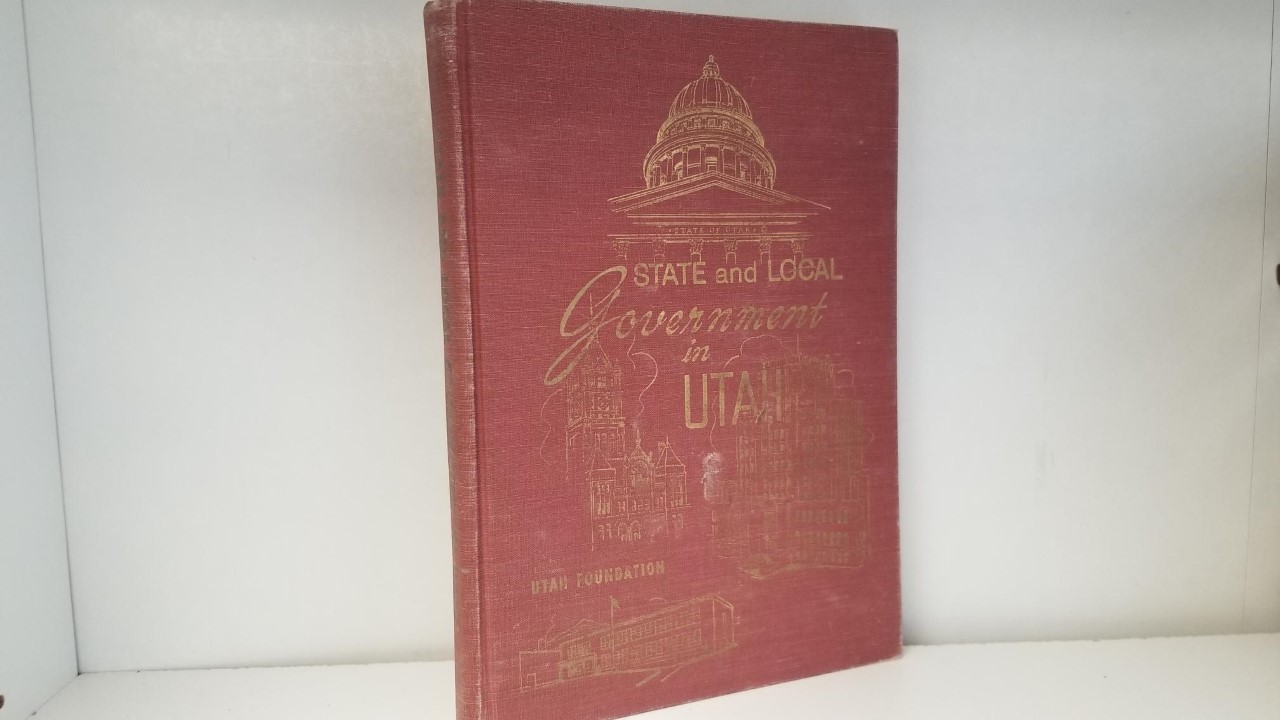 STATE OF UTAH
STATE and LOCAL
Government
in
UTAH
UTAH FOUNDATION